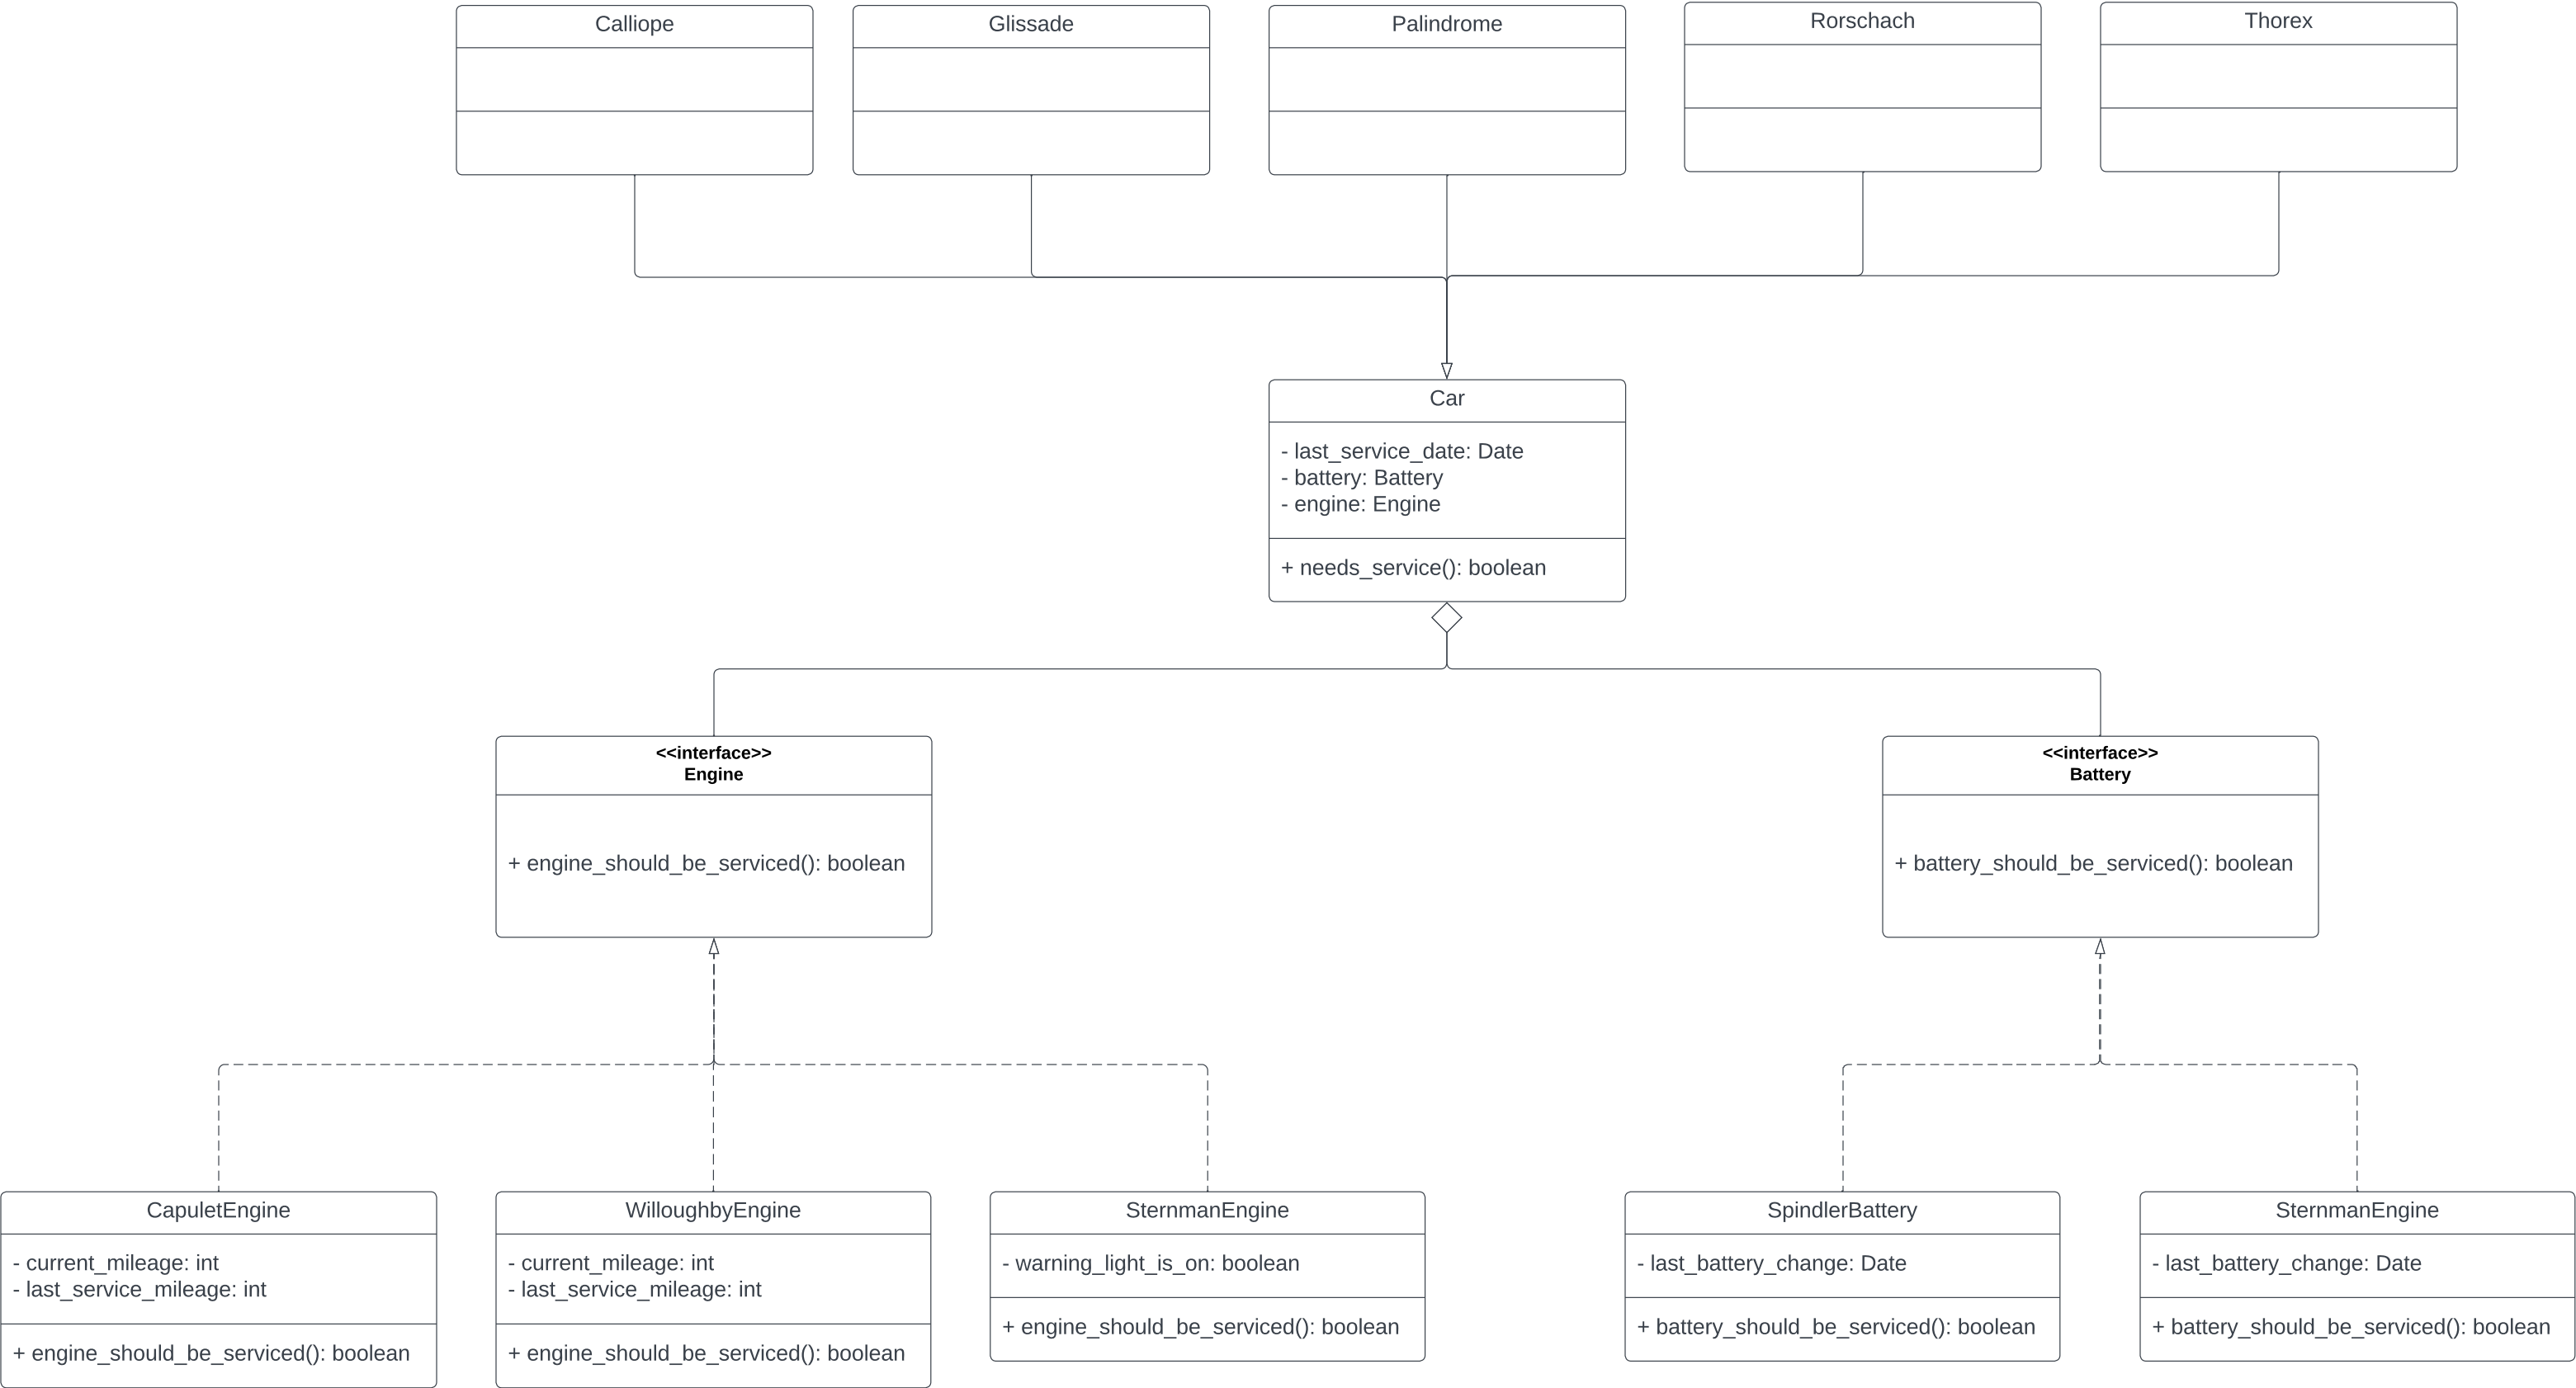 Calliope
Glissade
Palindrome
Rorschach
Thorex
Car
- last_service_date: Date
- battery: Battery
- engine: Engine
+ needs_service(): boolean
<<interface>>
Engine
+ engine_should_be_serviced(): boolean
<<interface>>
Battery
+ battery_should_be_serviced(): boolean
CapuletEngine
- current_mileage: int
- last_service_mileage: int
+ engine_should_be_serviced(): boolean
WilloughbyEngine
- current_mileage: int
- last_service_mileage: int
+ engine_should_be_serviced(): boolean
SternmanEngine
- warning_light_is_on: boolean
+ engine_should_be_serviced(): boolean
SpindlerBattery
- last_battery_change: Date
+ battery_should_be_serviced(): boolean
SternmanEngine
- last_battery_change: Date
+ battery_should_be_serviced(): boolean